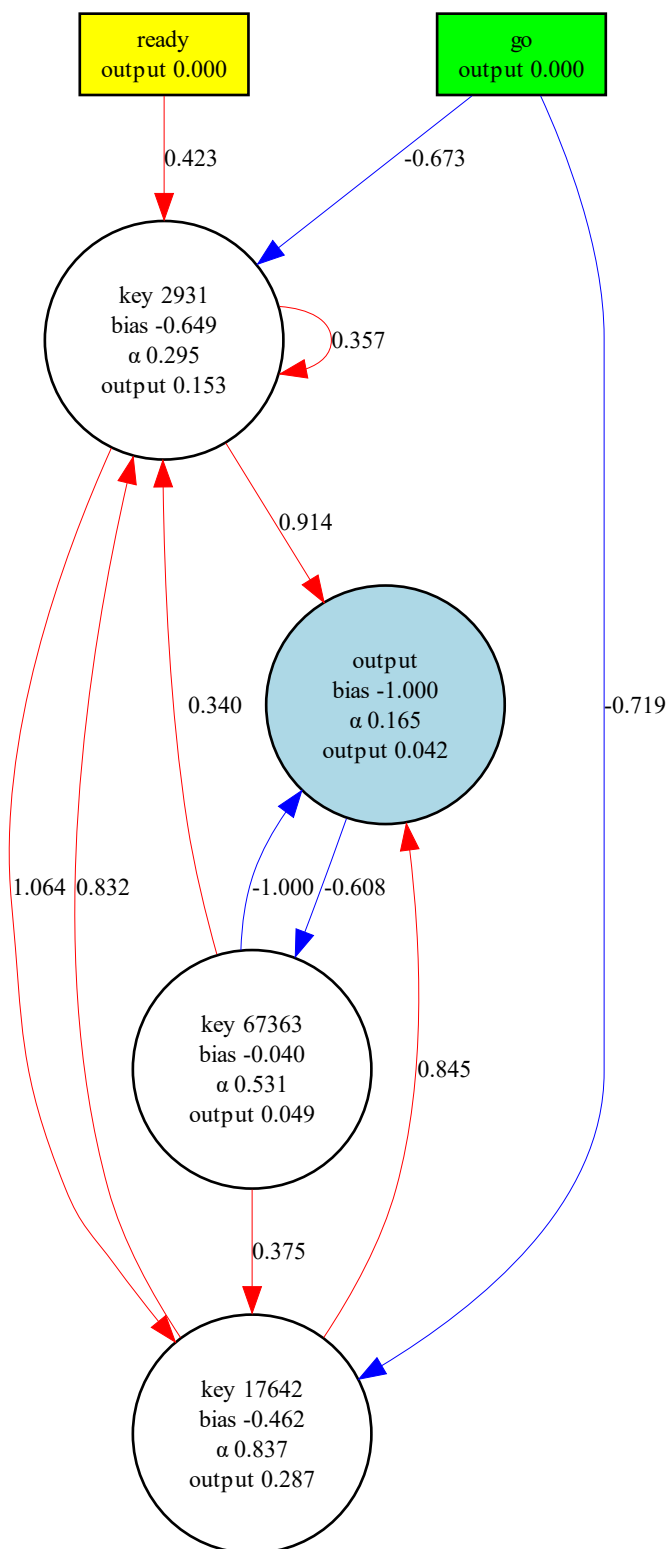 ready
output 0.000
go
output 0.000
0.423
-0.673
key 2931
bias -0.649
α 0.295
output 0.153
0.357
0.914
output
bias -1.000
α 0.165
output 0.042
0.340
-0.719
1.064
0.832
-1.000
-0.608
key 67363
bias -0.040
α 0.531
output 0.049
0.845
0.375
key 17642
bias -0.462
α 0.837
output 0.287